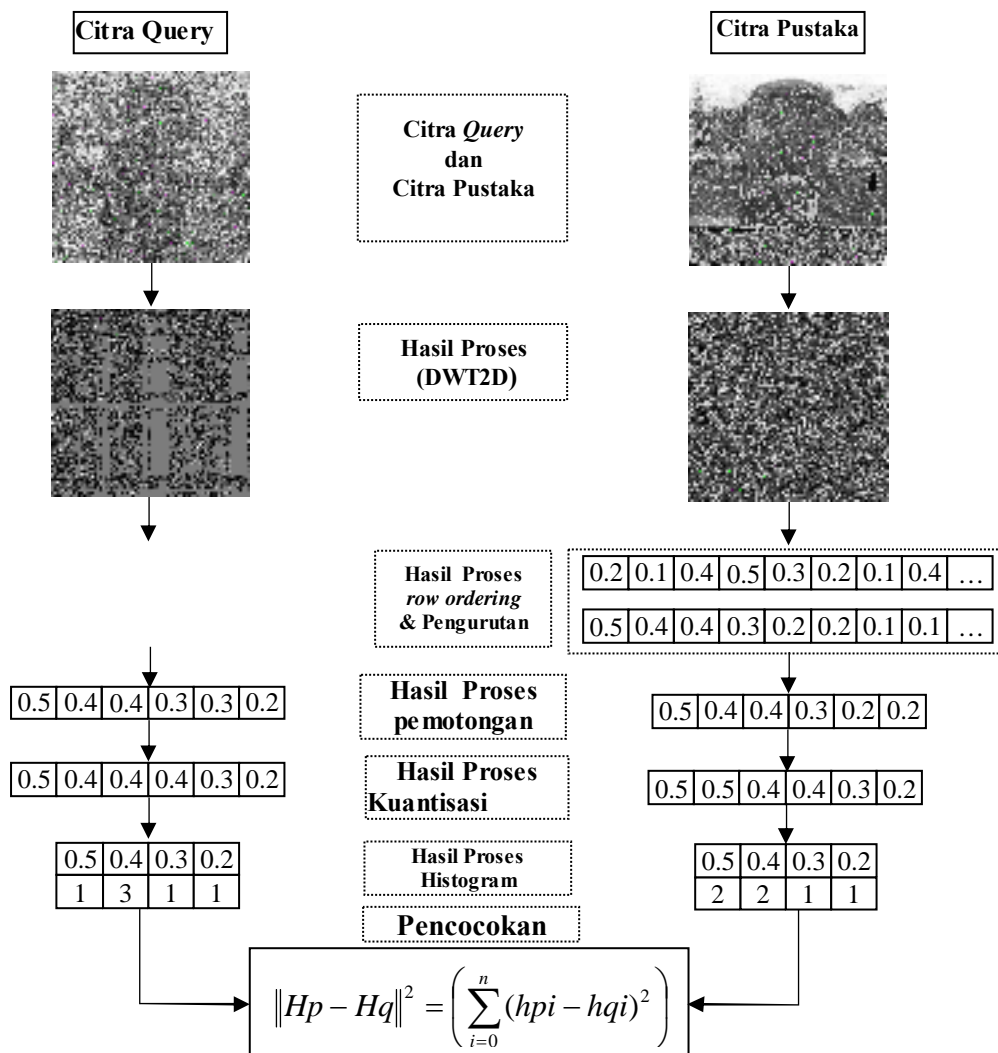 Citra Query
Citra Pustaka
Citra Query
dan
Citra Pustaka
Hasil Proses
(DWT2D)
Hasil Proses
row ordering
& Pengurutan
0.2 0.1 0.4 0.5 0.3 0.2 0.1 0.4 …
0.5 0.4 0.4 0.3 0.2 0.2 0.1 0.1 …
0.5 0.4 0.4 0.3 0.3 0.2
Hasil Proses
pemotongan
0.5 0.4 0.4 0.3 0.2 0.2
0.5 0.4 0.4 0.4 0.3 0.2
Hasil Proses
Kuantisasi
0.5 0.5 0.4 0.4 0.3 0.2
0.5 0.4 0.3 0.2
1 3 1 1
Hasil Proses
Histogram
0.5 0.4 0.3 0.2
2 2 1 1
Pencocokan
‖Hp − Hq‖² = (∑ⁿᵢ₌₀ (hpi − hqi)²)